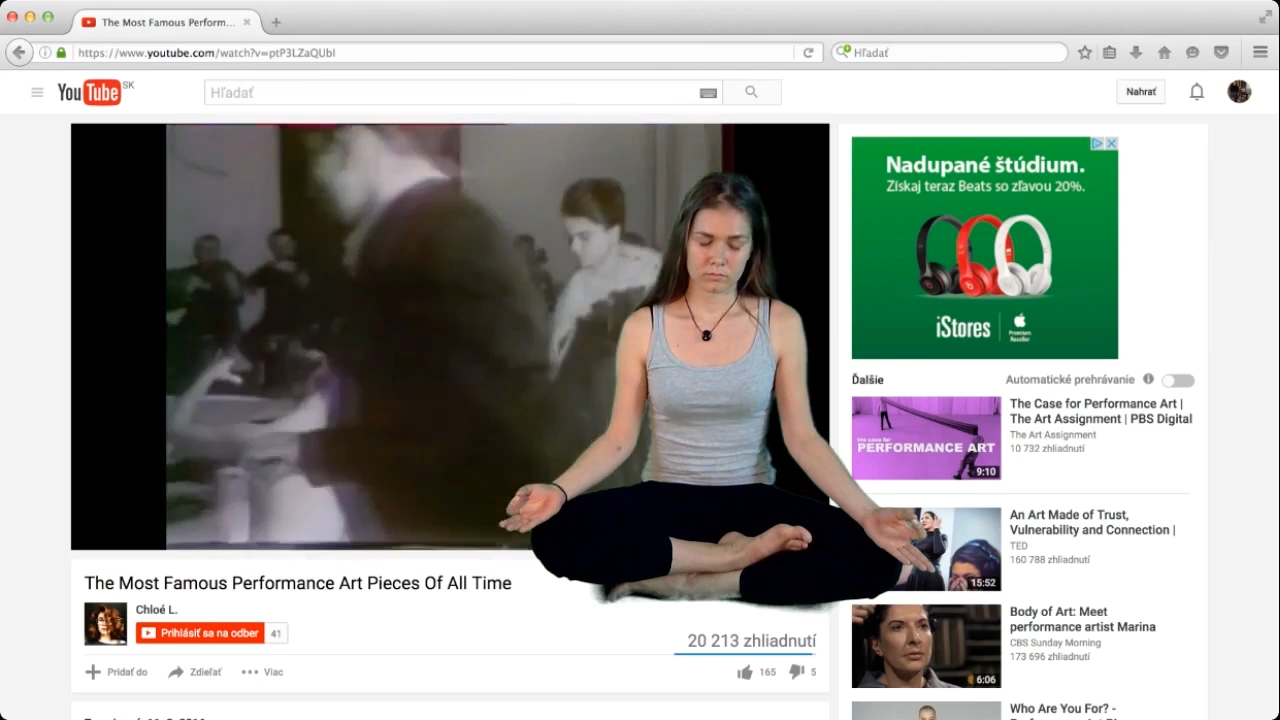 The Most Famous Perform...
https://www.youtube.com/watch?v=ptP3LZaQUbI
Hľadať
YouTube SK
Hľadať
Nahrať
Nadupané štúdium.
Získaj teraz Beats so zľavou 20%.
iStores
Premium
Reseller
Ďalšie
Automatické prehrávanie
The Case for Performance Art |
The Art Assignment | PBS Digital
The Art Assignment
10 732 zhliadnutí
the case for
PERFORMANCE ART
9:10
An Art Made of Trust,
Vulnerability and Connection |
TED
160 788 zhliadnutí
15:52
Body of Art: Meet
performance artist Marina
CBS Sunday Morning
173 696 zhliadnutí
6:06
Who Are You For? -
The Most Famous Performance Art Pieces Of All Time
Chloé L.
Prihlásiť sa na odber 41
20 213 zhliadnutí
Pridať do Zdieľať Viac
165 5